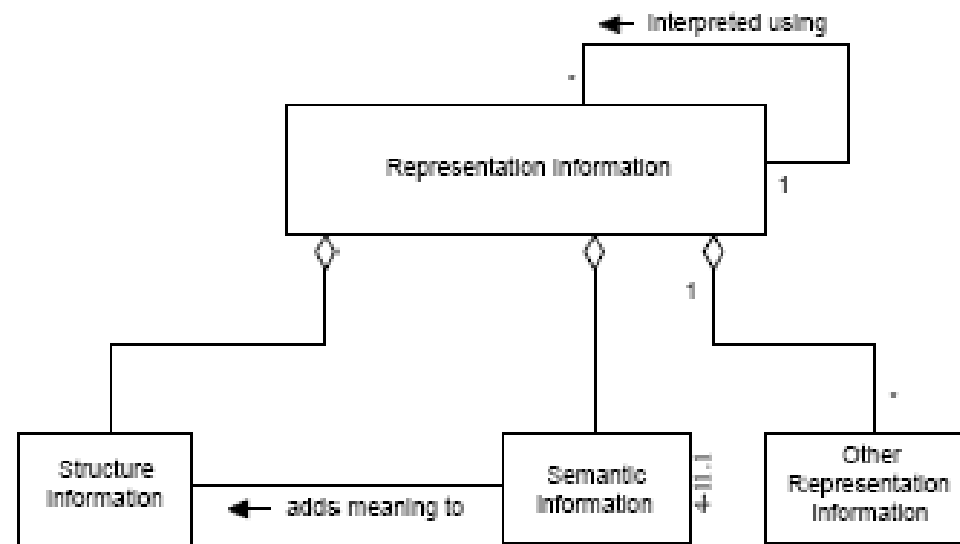 Interpreted using
*
Representation Information
1
1
*
Structure
Information
Semantic
Information
Other
Representation
Information
adds meaning to